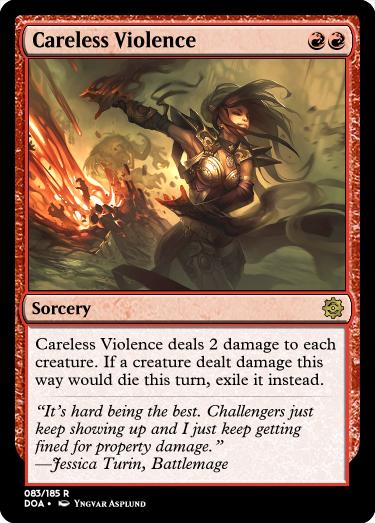 Careless Violence
Sorcery
Careless Violence deals 2 damage to each
creature. If a creature dealt damage this
way would die this turn, exile it instead.
“It’s hard being the best. Challengers just
keep showing up and I just keep getting
fined for property damage.”
—Jessica Turin, Battlemage
083/185 R
DOA • Yngvar Asplund